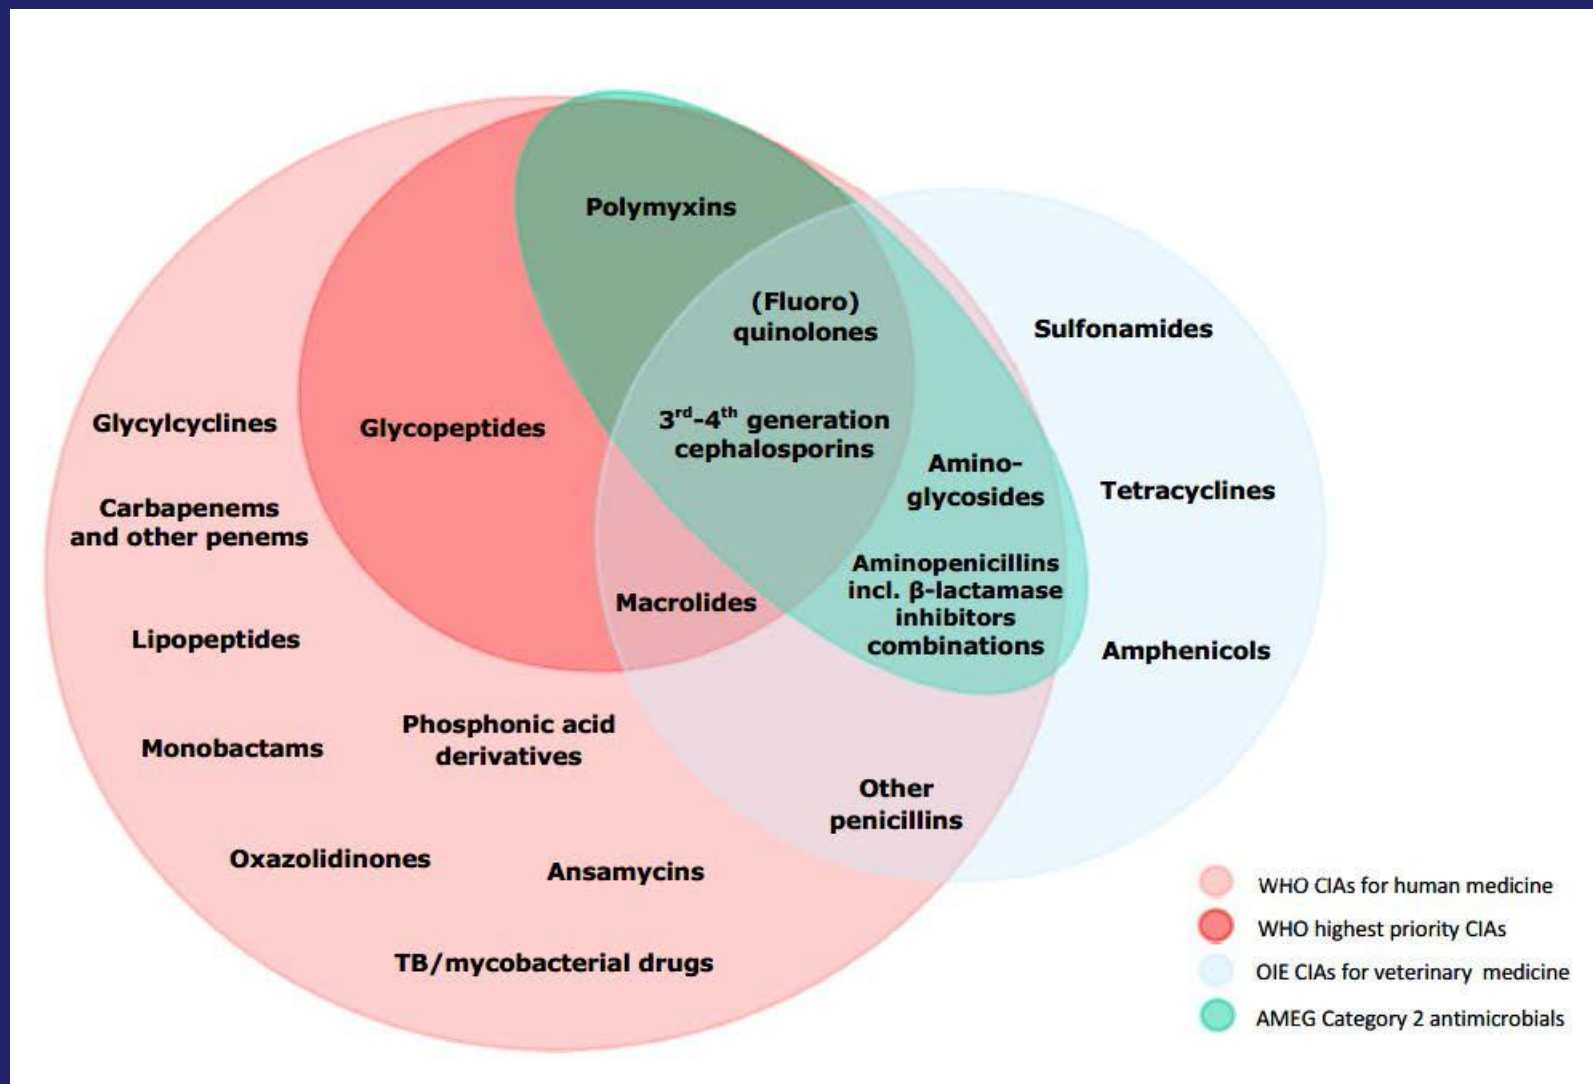 Polymyxins
(Fluoro)
quinolones
Sulfonamides
Glycylcyclines
Glycopeptides
3rd-4th generation
cephalosporins
Amino-
glycosides
Tetracyclines
Carbapenems
and other penems
Aminopenicillins
incl. β-lactamase
inhibitors
combinations
Macrolides
Lipopeptides
Amphenicols
Phosphonic acid
derivatives
Monobactams
Other
penicillins
Oxazolidinones
Ansamycins
TB/mycobacterial drugs
WHO CIAs for human medicine
WHO highest priority CIAs
OIE CIAs for veterinary medicine
AMEG Category 2 antimicrobials